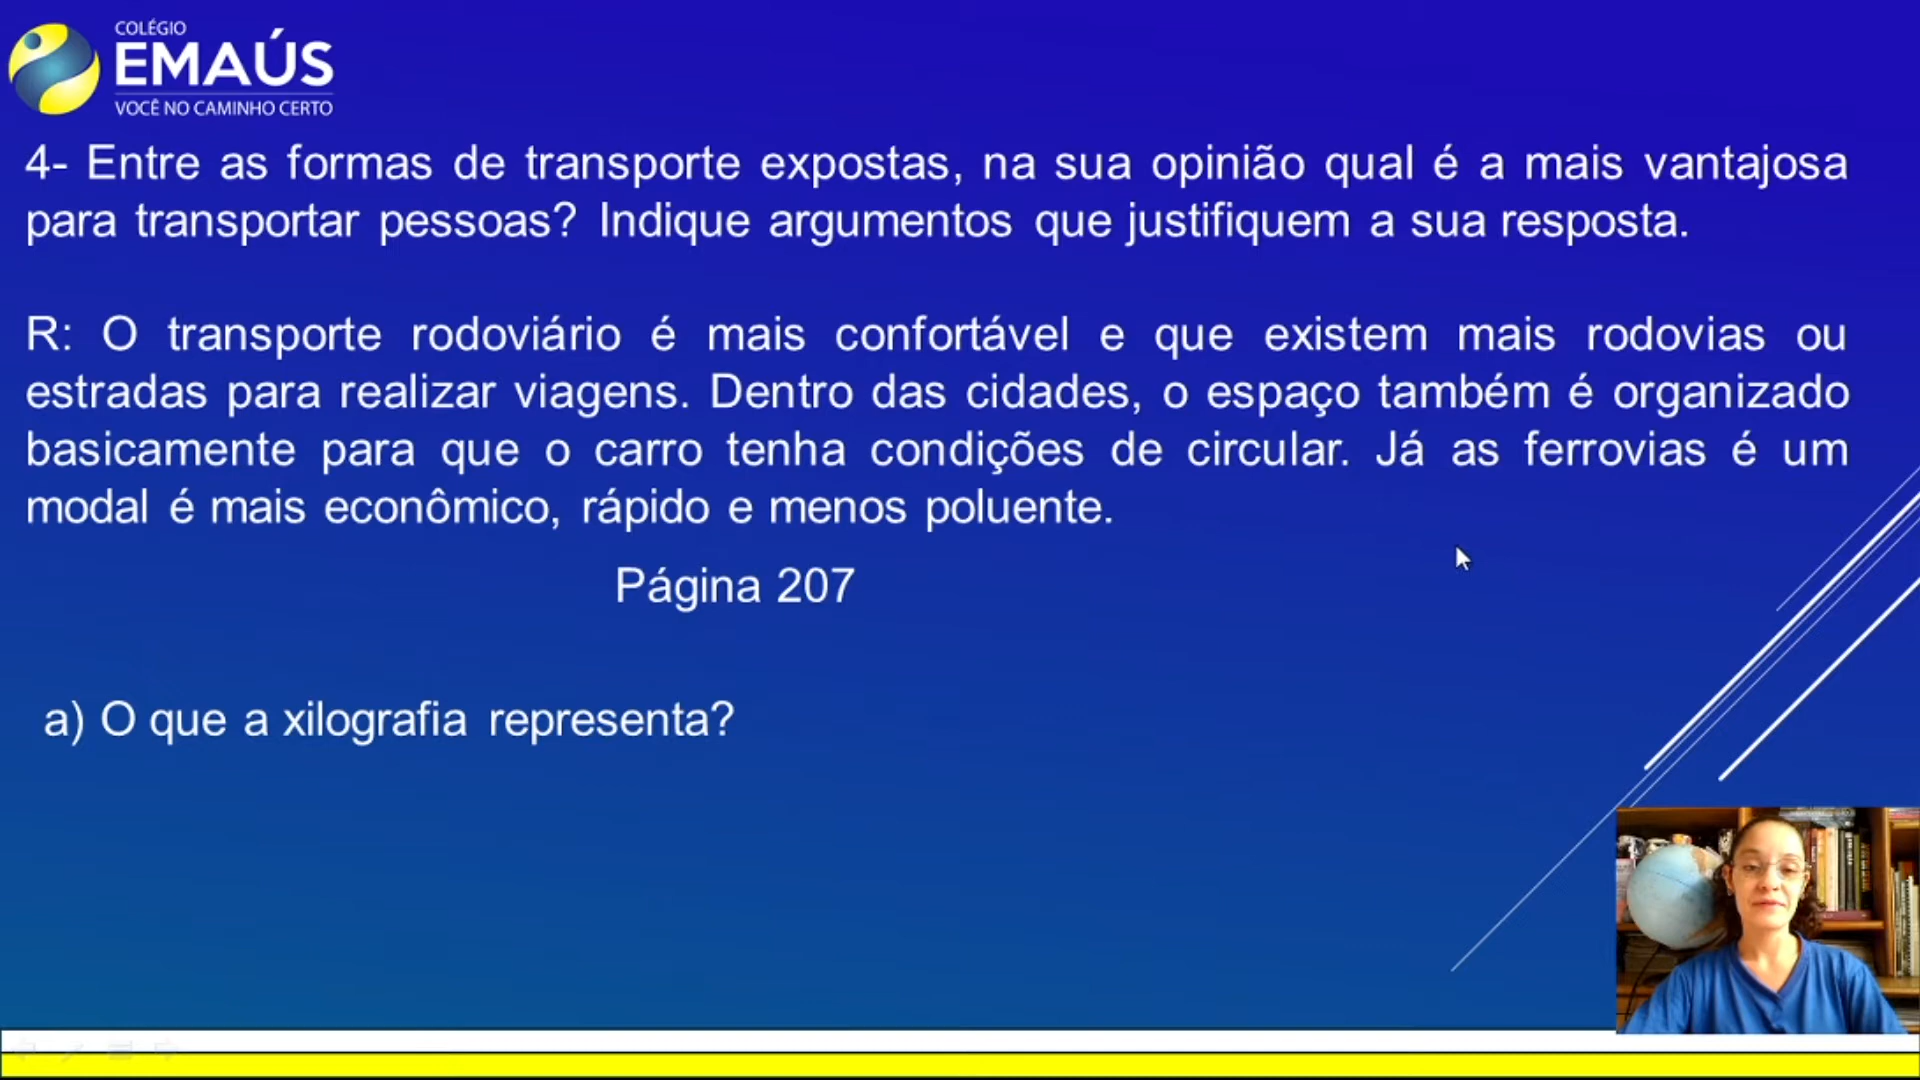 COLÉGIO
EMAÚS
VOCÊ NO CAMINHO CERTO
4- Entre as formas de transporte expostas, na sua opinião qual é a mais vantajosa
para transportar pessoas? Indique argumentos que justifiquem a sua resposta.
R: O transporte rodoviário é mais confortável e que existem mais rodovias ou
estradas para realizar viagens. Dentro das cidades, o espaço também é organizado
basicamente para que o carro tenha condições de circular. Já as ferrovias é um
modal é mais econômico, rápido e menos poluente.
Página 207
a) O que a xilografia representa?